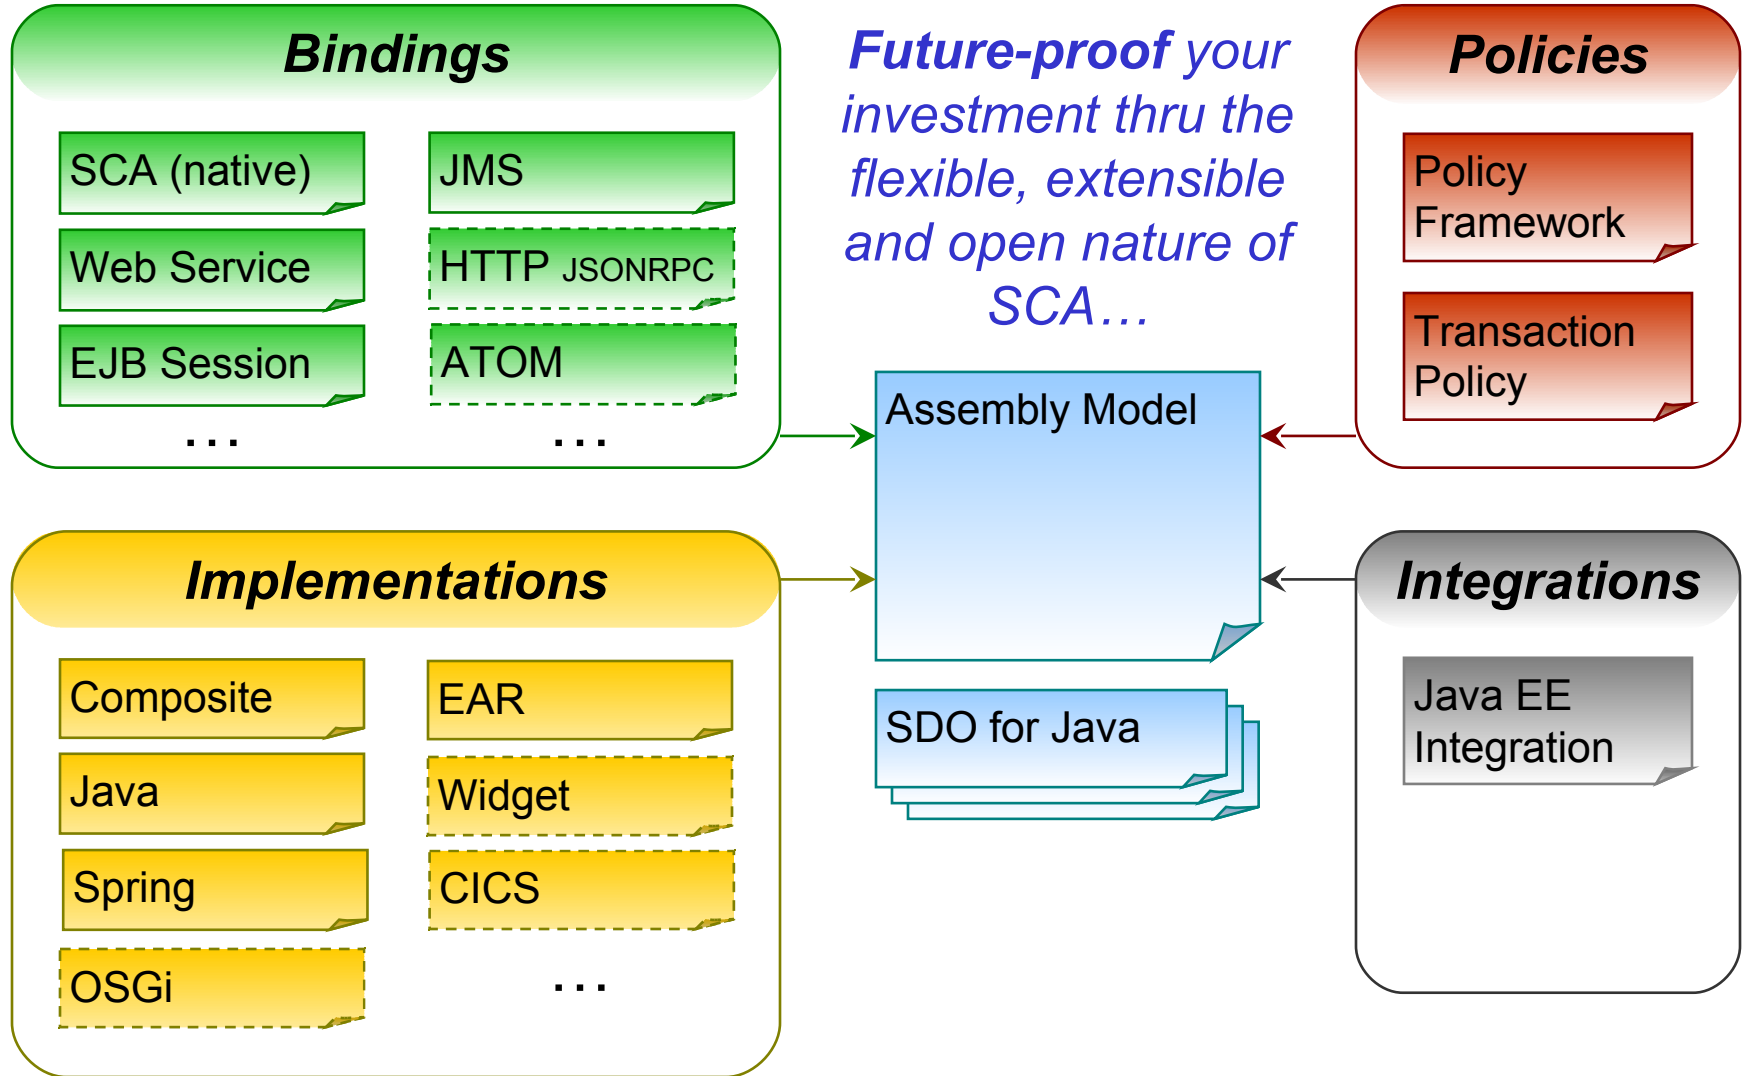 Bindings
SCA (native)
JMS
Web Service
HTTP JSONRPC
EJB Session
ATOM
...
...
Future-proof your
investment thru the
flexible, extensible
and open nature of
SCA...
Policies
Policy
Framework
Transaction
Policy
Assembly Model
SDO for Java
Implementations
Composite
EAR
Java
Widget
Spring
CICS
OSGi
...
Integrations
Java EE
Integration